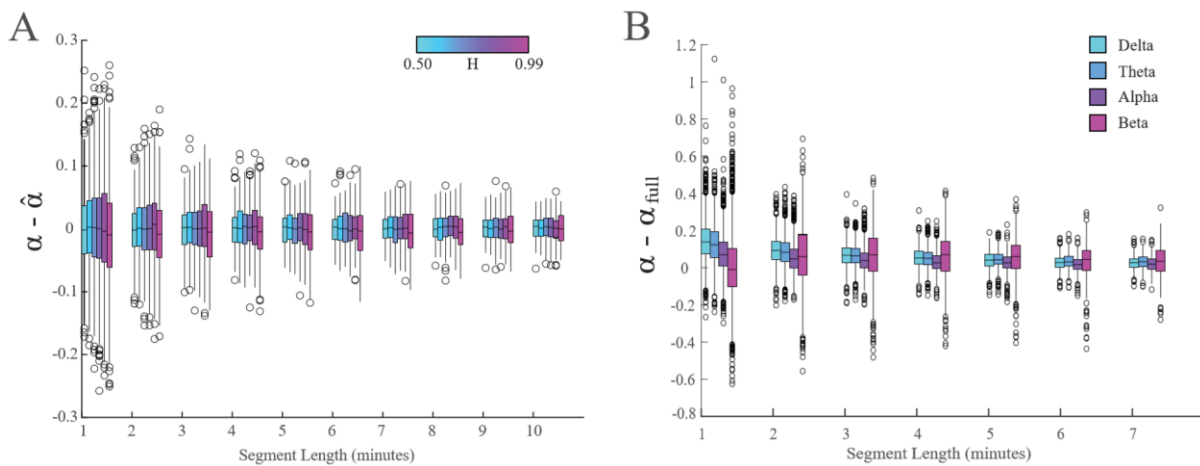 A
B
0.3
0.2
0.1
0
-0.1
-0.2
-0.3
α - α̂
0.50 H 0.99
1 2 3 4 5 6 7 8 9 10
Segment Length (minutes)
1.2
1
0.8
0.6
0.4
0.2
0
-0.2
-0.4
-0.6
-0.8
α - αfull
Delta
Theta
Alpha
Beta
1 2 3 4 5 6 7
Segment Length (minutes)